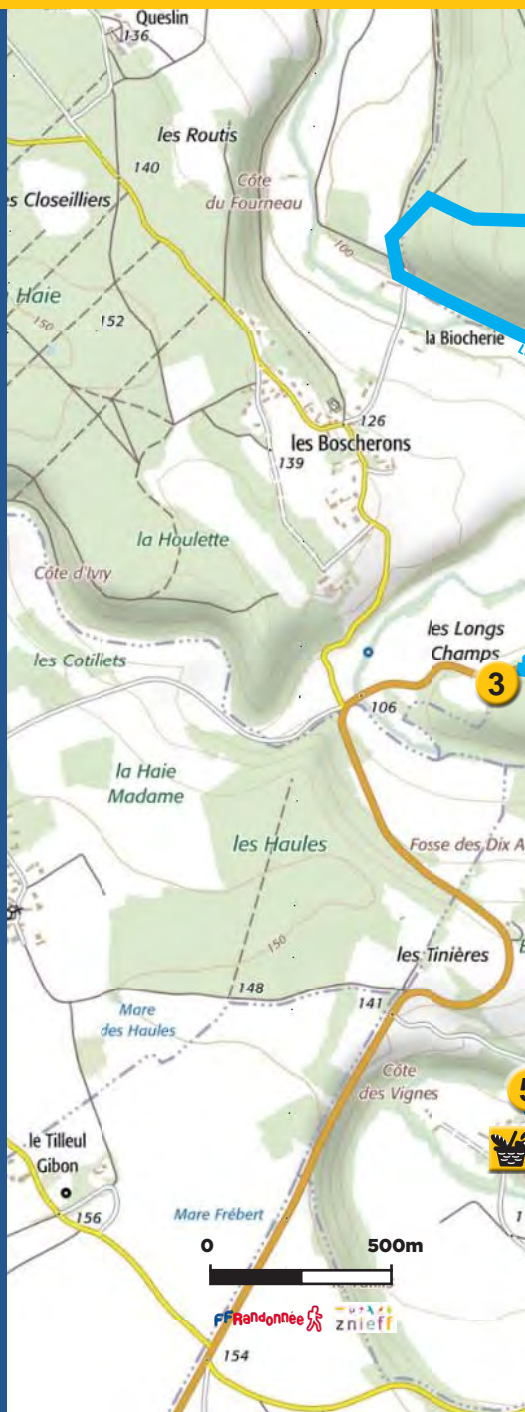 Queslin
136
les Routis
140
Côte
du Fourneau
s Closeilliers
100
Haie
150
152
la Biocherie
126
les Boscherons
139
la Houlette
Côte d'Ivry
les Longs
Champs
les Cotillets
3
106
la Haie
Madame
les Haules
Fosse des Dix A
150
les Tinières
148
141
Mare
des Haules
Côte
des Vignes
5
le Tilleul
Gibon
156
Mare Frébert
1
0 500m
FFRandonnée
znieff
154